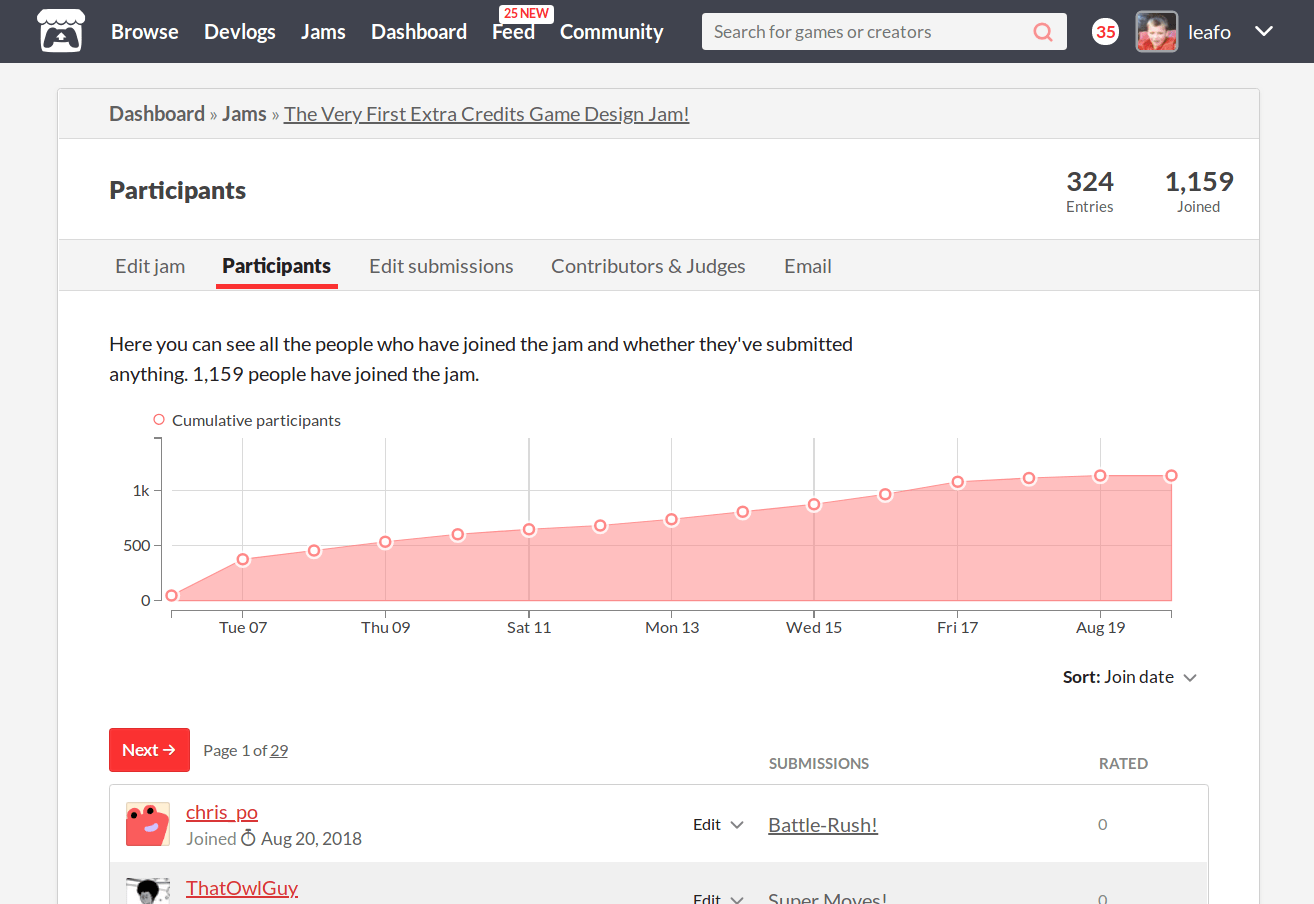 Browse Devlogs Jams Dashboard Feed 25 NEW Community Search for games or creators 35 leafo
Dashboard » Jams » The Very First Extra Credits Game Design Jam!
Participants
324 1,159
Entries Joined
Edit jam Participants Edit submissions Contributors & Judges Email
Here you can see all the people who have joined the jam and whether they've submitted
anything. 1,159 people have joined the jam.
Cumulative participants
1k
500
0
Tue 07 Thu 09 Sat 11 Mon 13 Wed 15 Fri 17 Aug 19
Sort: Join date
Next → Page 1 of 29
SUBMISSIONS RATED
chris_po
Joined Aug 20, 2018
Edit Battle-Rush! 0
ThatOwlGuy
Edit Super Moves! 0